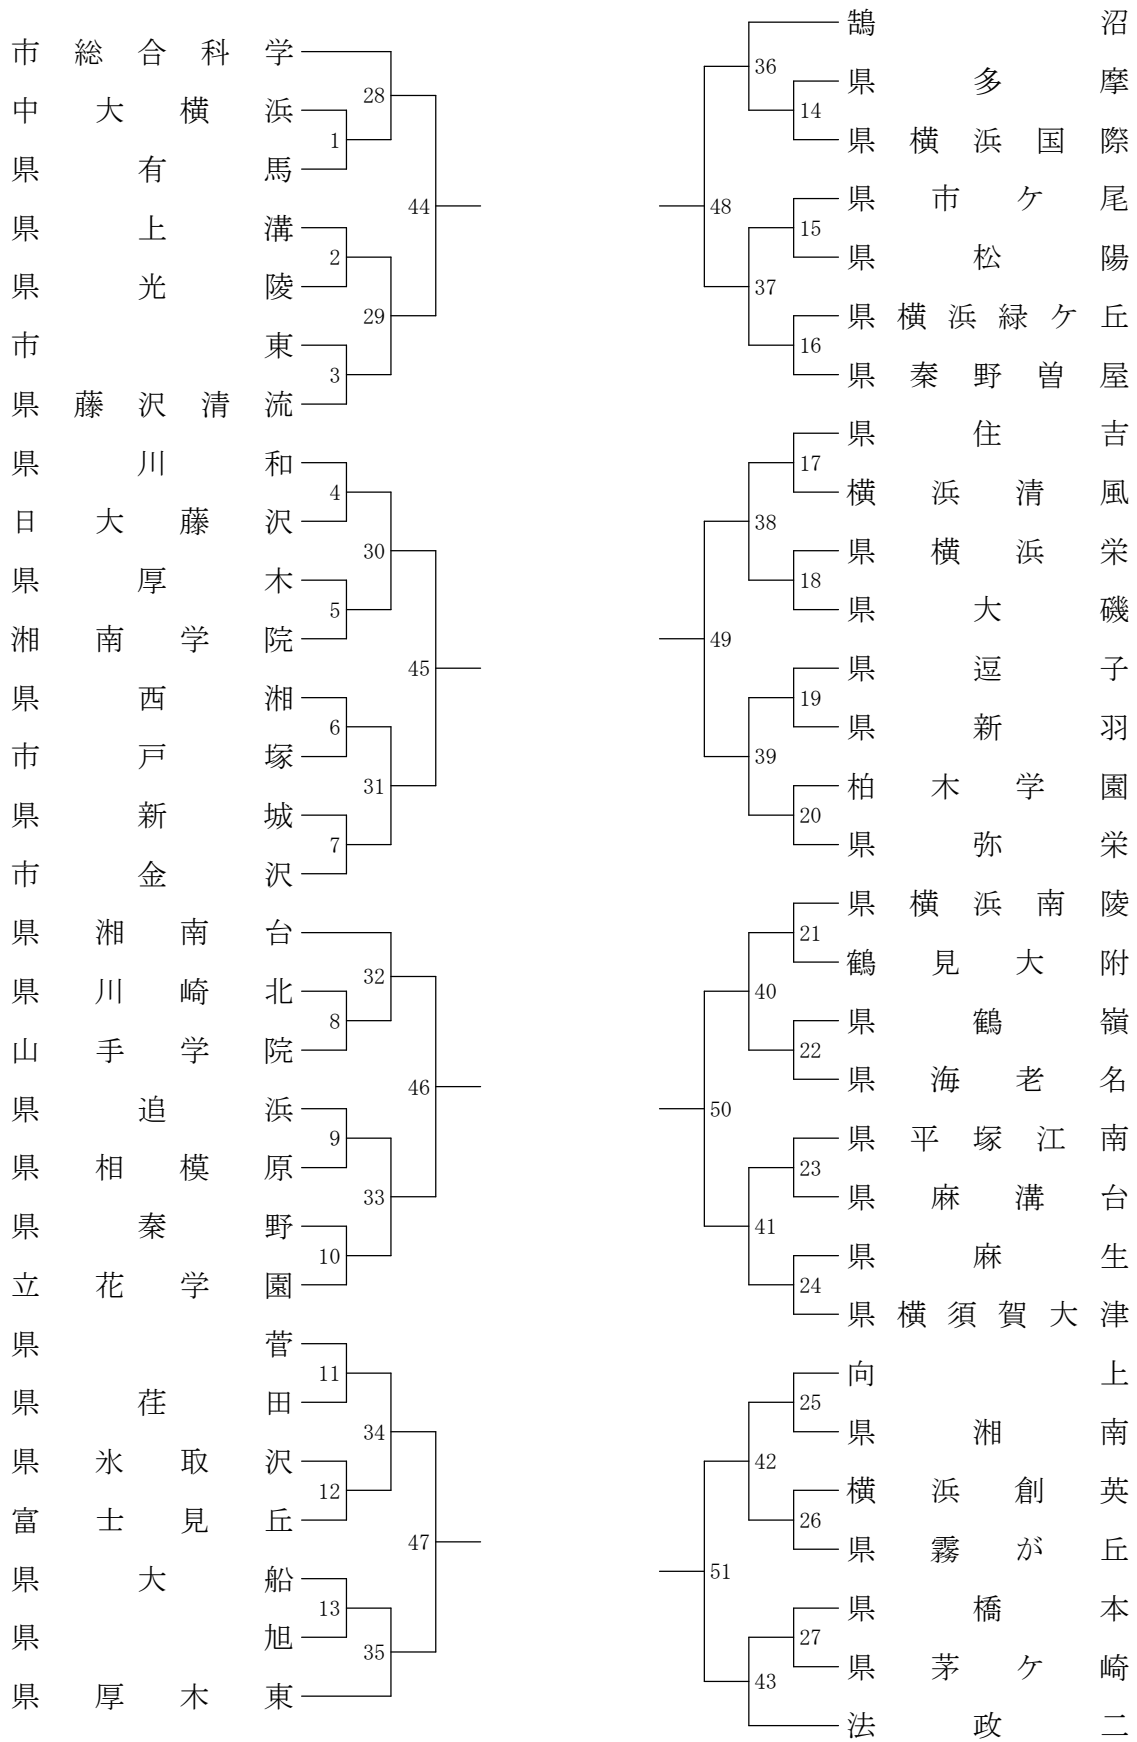 市総合科学
28
中大横浜
1
県有馬
44
県上溝
2
県光陵
29
市東
3
県藤沢清流
県川和
4
日大藤沢
30
県厚木
5
湘南学院
45
県西湘
6
市戸塚
31
県新城
7
市金沢
県湘南台
32
県川崎北
8
山手学院
46
県追浜
9
県相模原
33
県秦野
10
立花学園
県菅
11
県荏田
34
県氷取沢
12
富士見丘
47
県大船
13
県旭
35
県厚木東
鵠沼
36
県多摩
14
県横浜国際
48
県市ケ尾
15
県松陽
37
県横浜緑ケ丘
16
県秦野曽屋
県住吉
17
横浜清風
38
県横浜栄
18
県大磯
49
県逗子
19
県新羽
39
柏木学園
20
県弥栄
県横浜南陵
21
鶴見大附
40
県鶴嶺
22
県海老名
50
県平塚江南
23
県麻溝台
41
県麻生
24
県横須賀大津
向上
25
県湘南
42
横浜創英
26
県霧が丘
51
県橋本
27
県茅ケ崎
43
法政二